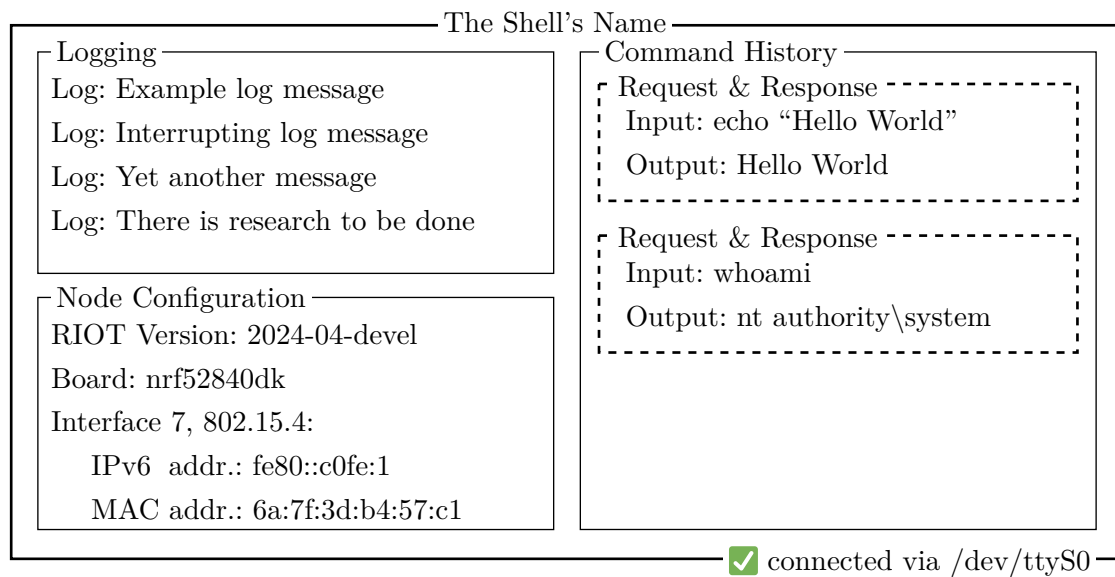 The Shell's Name
Logging
Log: Example log message
Log: Interrupting log message
Log: Yet another message
Log: There is research to be done
Node Configuration
RIOT Version: 2024-04-devel
Board: nrf52840dk
Interface 7, 802.15.4:
IPv6 addr.: fe80::c0fe:1
MAC addr.: 6a:7f:3d:b4:57:c1
Command History
Request & Response
Input: echo “Hello World”
Output: Hello World
Request & Response
Input: whoami
Output: nt authority\system
✅ connected via /dev/ttyS0